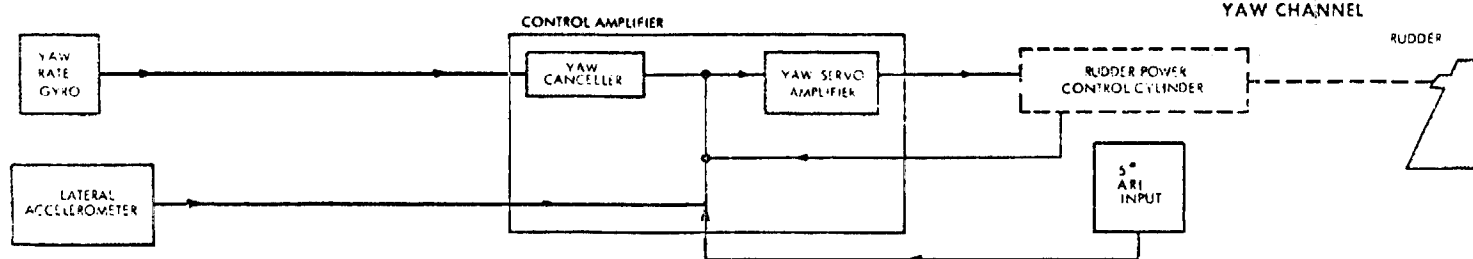 YAW CHANNEL
CONTROL AMPLIFIER
RUDDER
YAW
RATE
GYRO
YAW
CANCELLER
YAW SERVO
AMPLIFIER
RUDDER POWER
CONTROL CYLINDER
LATERAL
ACCELEROMETER
5°
ARI
INPUT